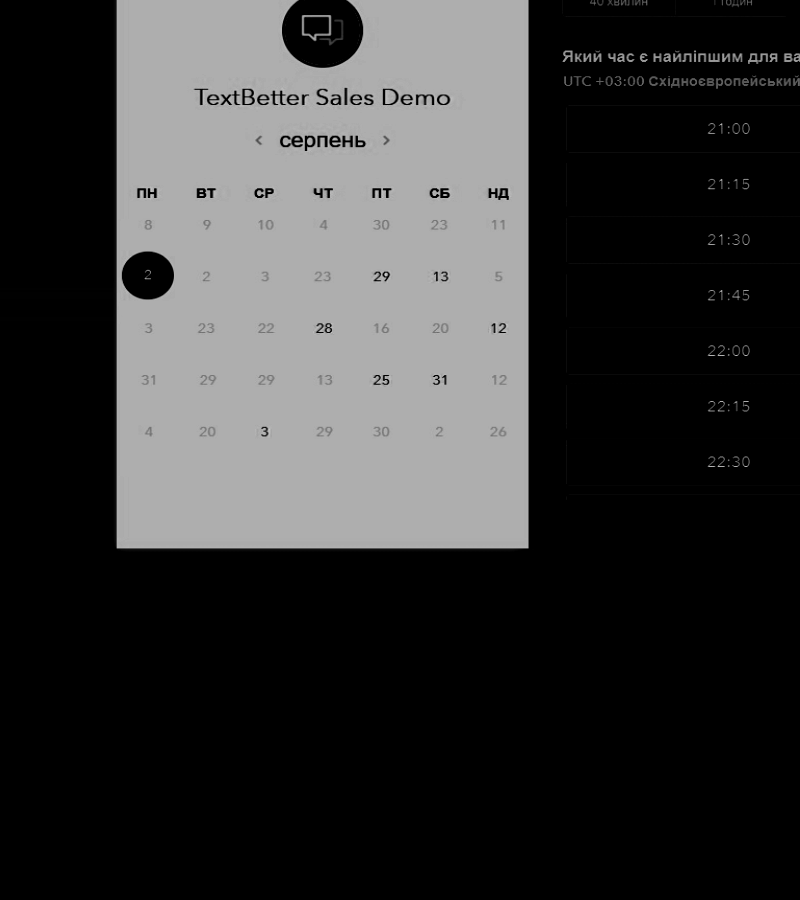 TextBetter Sales Demo
‹ серпень ›
ПН ВТ СР ЧТ ПТ СБ НД
8 9 10 4 30 23 11
2 2 3 23 29 13 5
3 23 22 28 16 20 12
31 29 29 13 25 31 12
4 20 3 29 30 2 26
40 хвилин 1 годин
Який час є найліпшим для ва
UTC +03:00 Східноєвропейський
21:00
21:15
21:30
21:45
22:00
22:15
22:30